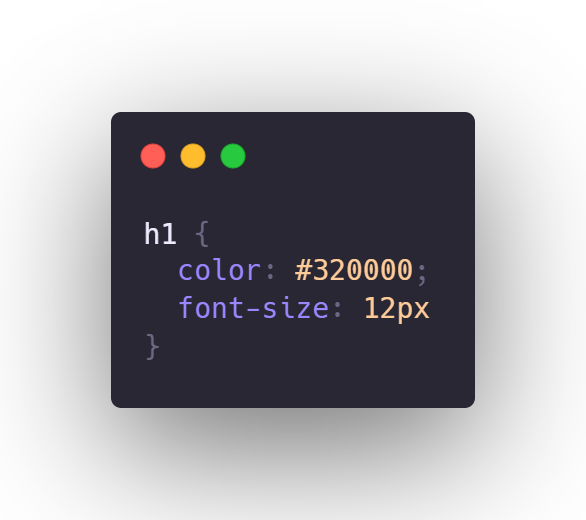 h1 {
  color: #320000;
  font-size: 12px
}